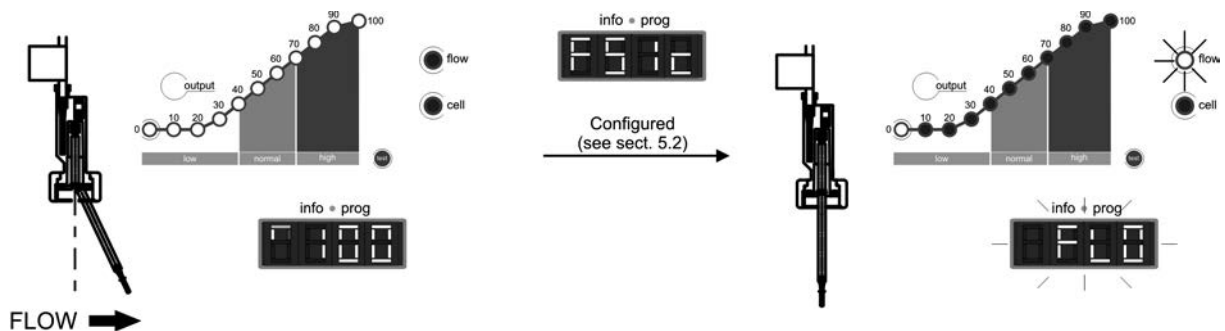 info • prog
100
90
80
70
60
50
40
30
20
10
0
output
flow
cell
low
normal
high
test
info • prog
FLOW
Configured
(see sect. 5.2)
100
90
80
70
60
50
40
30
20
10
0
output
flow
cell
low
normal
high
test
info • prog
FLO